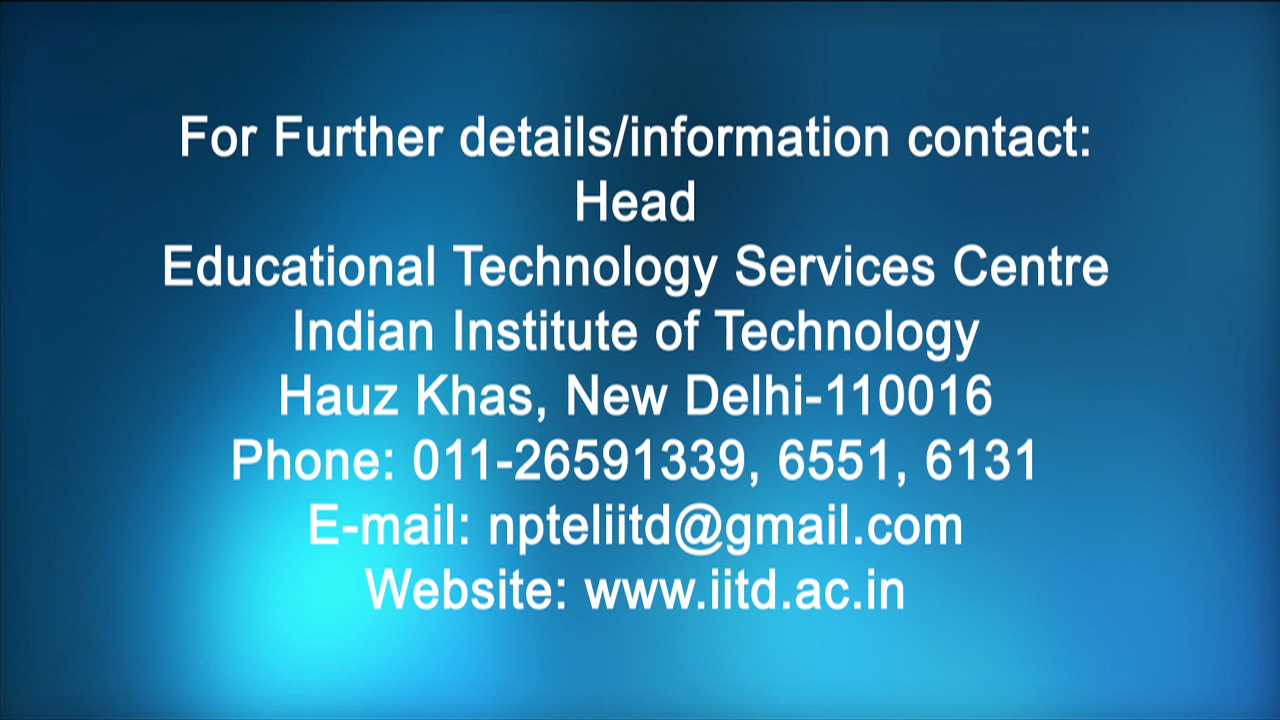 For Further details/information contact:
Head
Educational Technology Services Centre
Indian Institute of Technology
Hauz Khas, New Delhi-110016
Phone: 011-26591339, 6551, 6131
E-mail: npteliitd@gmail.com
Website: www.iitd.ac.in